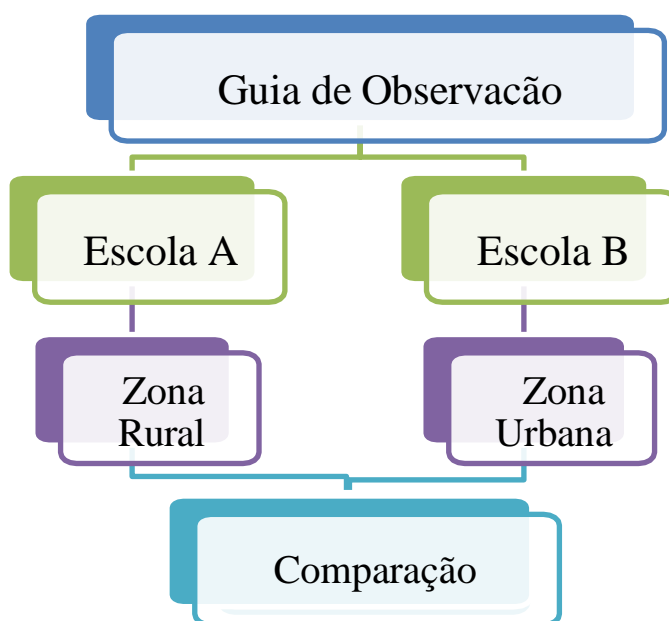 Guia de Observacão
Escola A
Escola B
Zona
Rural
Zona
Urbana
Comparação